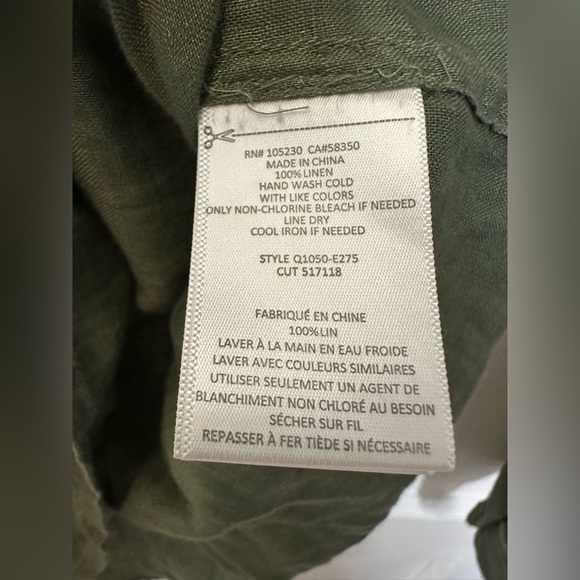 RN# 105230 CA#58350
MADE IN CHINA
100% LINEN
HAND WASH COLD
WITH LIKE COLORS
ONLY NON-CHLORINE BLEACH IF NEEDED
LINE DRY
COOL IRON IF NEEDED
STYLE Q1050-E275
CUT 517118
FABRIQUÉ EN CHINE
100% LIN
LAVER À LA MAIN EN EAU FROIDE
LAVER AVEC COULEURS SIMILAIRES
UTILISER SEULEMENT UN AGENT DE
BLANCHIMENT NON CHLORÉ AU BESOIN
SÉCHER SUR FIL
REPASSER À FER TIÈDE SI NÉCESSAIRE